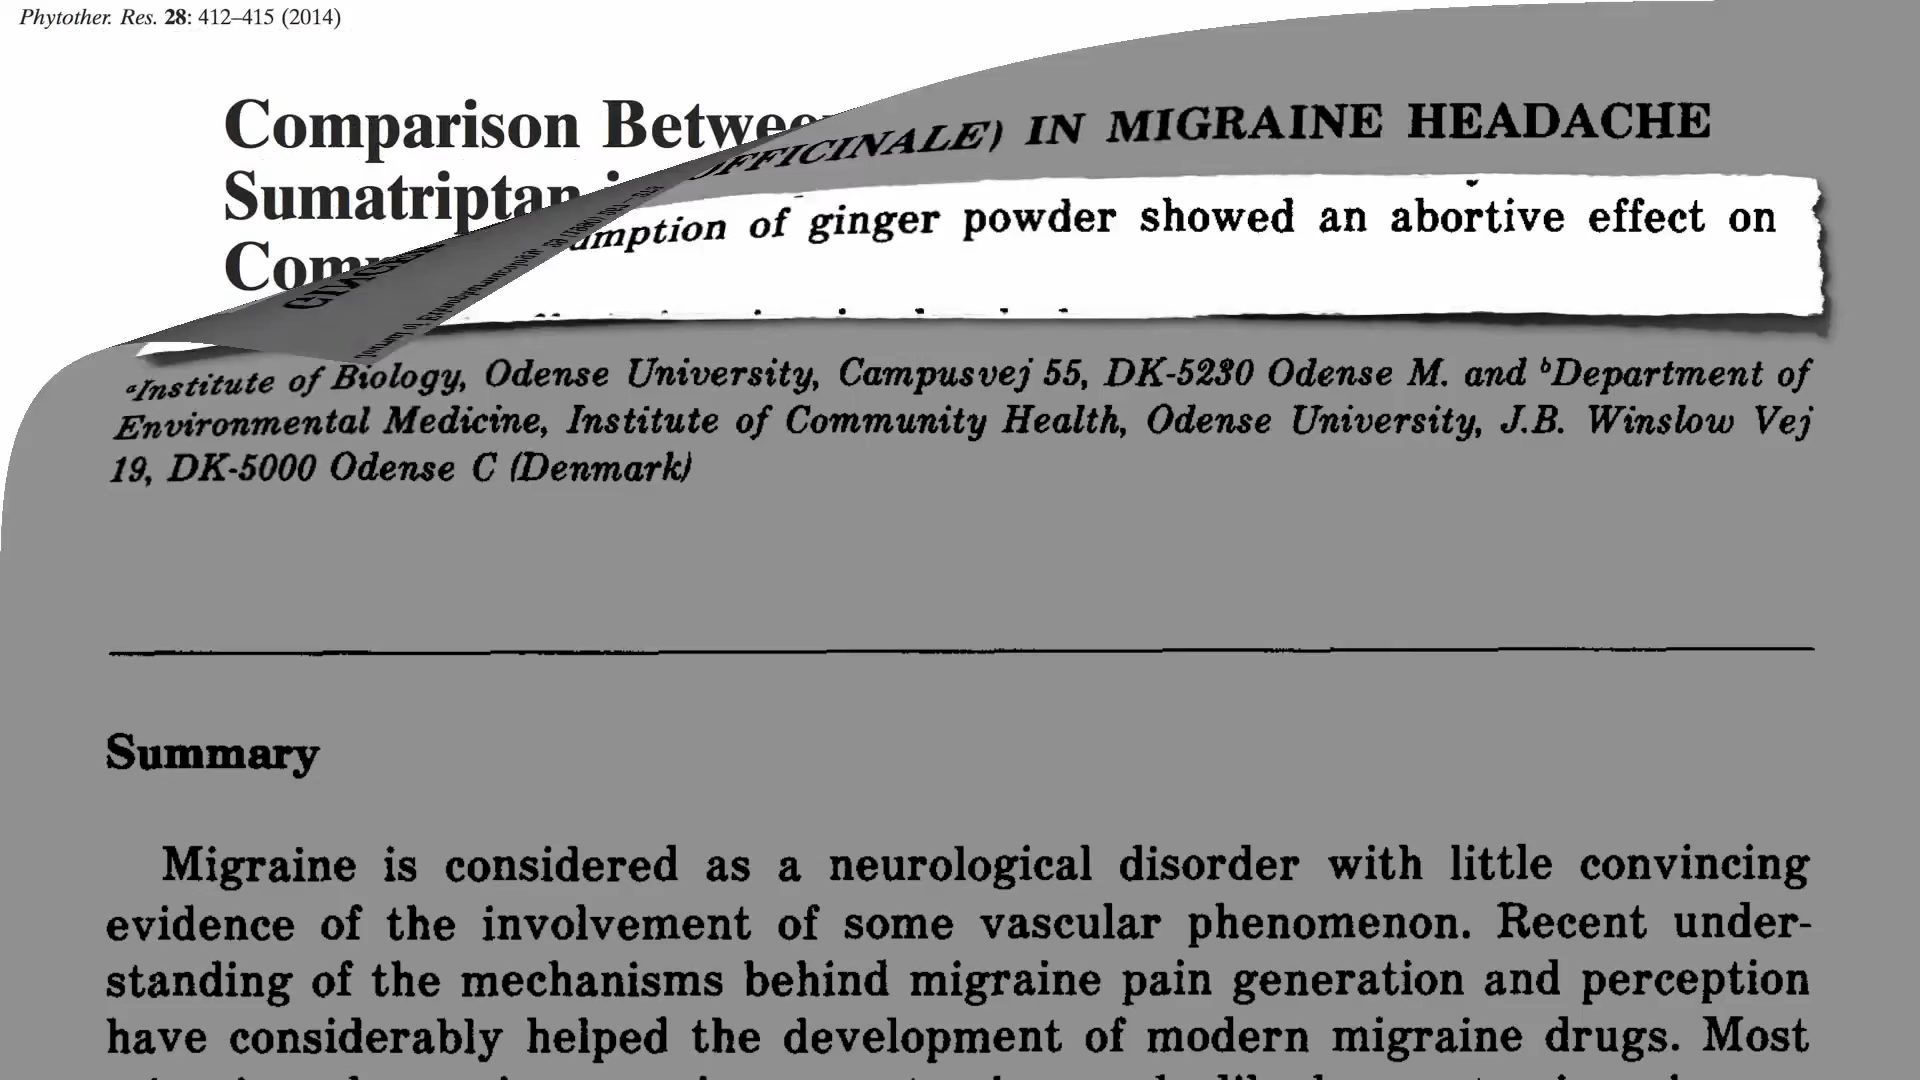 Phytother. Res. 28: 412–415 (2014)
Comparison
Sumatriptan
OFFICINALE) IN MIGRAINE HEADACHE
of ginger powder showed an abortive effect on
aInstitute of Biology, Odense University, Campusvej 55, DK-5230 Odense M. and bDepartment of
Environmental Medicine, Institute of Community Health, Odense University, J.B. Winslow Vej
19, DK-5000 Odense C (Denmark)
Summary
Migraine is considered as a neurological disorder with little convincing
evidence of the involvement of some vascular phenomenon. Recent under-
standing of the mechanisms behind migraine pain generation and perception
have considerably helped the development of modern migraine drugs. Most